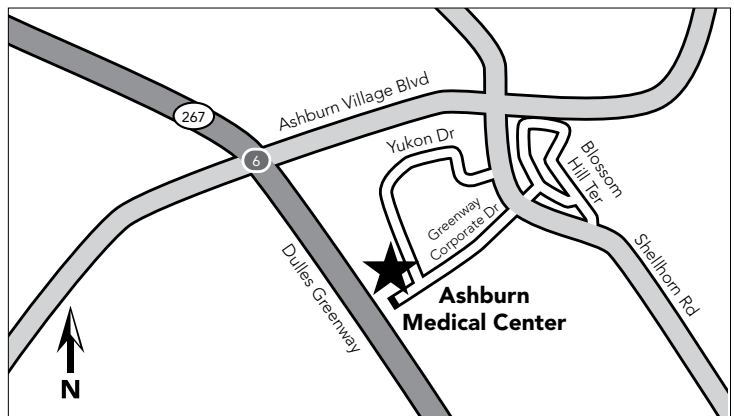 Ashburn Village Blvd
267
6
Yukon Dr
Blossom
Hill Ter
Greenway
Corporate Dr
Dulles Greenway
Shellhorn Rd
Ashburn
Medical Center
N